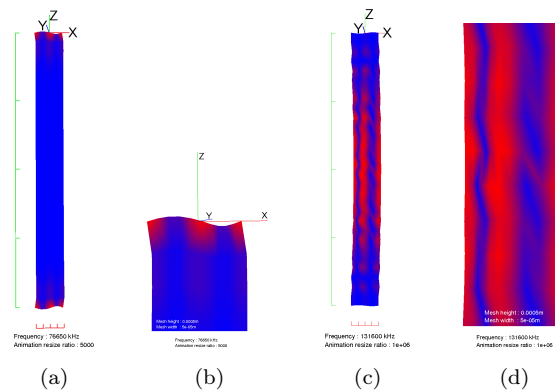 Z
Y
X
Z
Y
X
Z
Y
X
Mesh height : 0.0005m
Mesh width : 5e-05m
Mesh height : 0.0005m
Mesh width : 5e-05m
Frequency : 76650 kHz
Animation resize ratio : 5000
Frequency : 76650 kHz
Animation resize ratio : 5000
Frequency : 131600 kHz
Animation resize ratio : 1e+06
Frequency : 131600 kHz
Animation resize ratio : 1e+06
(a)
(b)
(c)
(d)